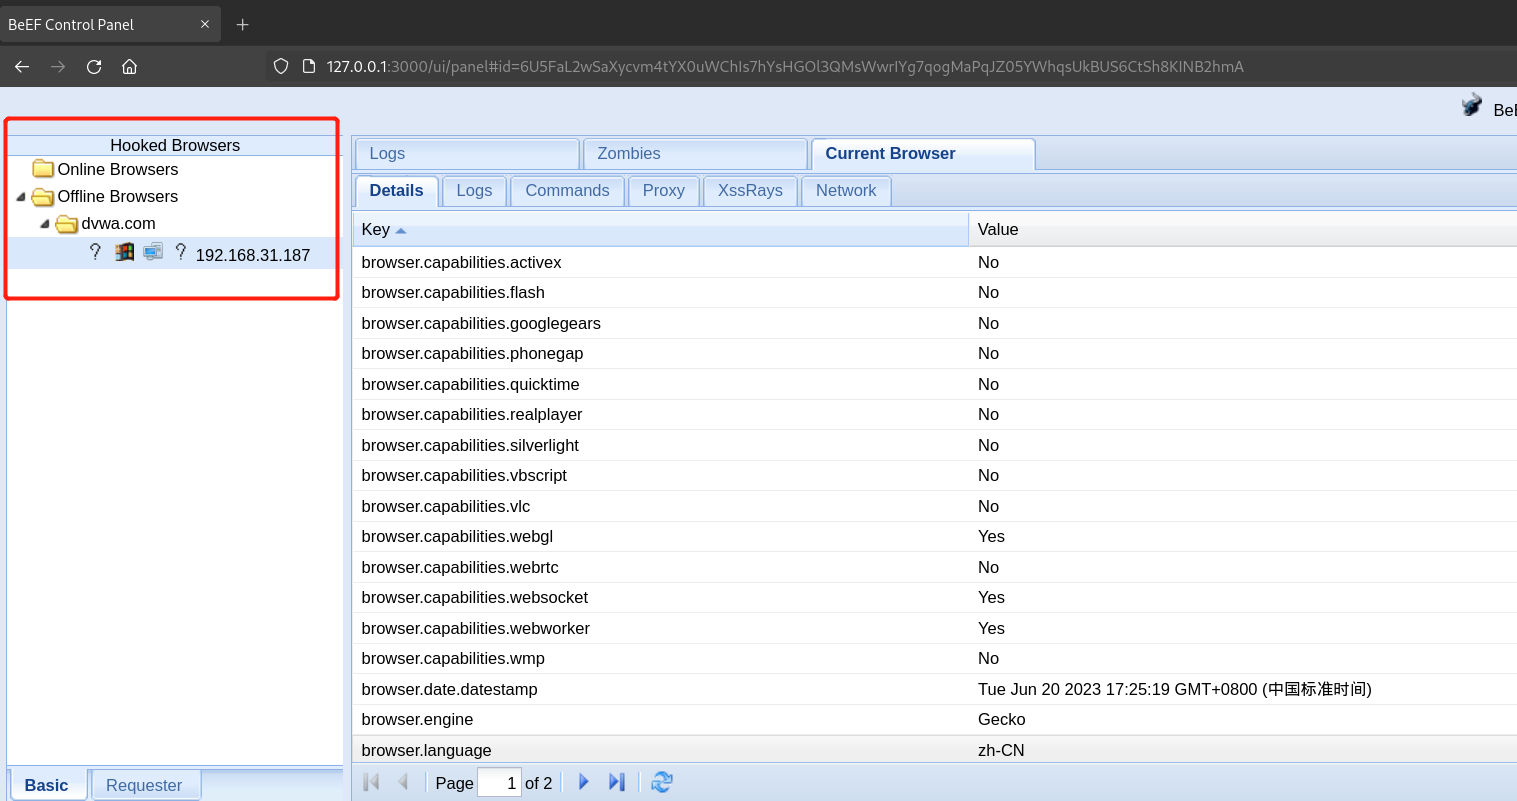 BeEF Control Panel
127.0.0.1:3000/ui/panel#id=6U5FaL2wSaXycvm4tYX0uWChIs7hYsHGOl3QMsWwrIYg7qogMaPqJZ05YWhqsUkBUS6CtSh8KINB2hmA
BeE
Hooked Browsers
Online Browsers
Offline Browsers
dvwa.com
? ? 192.168.31.187
Logs Zombies Current Browser
Details Logs Commands Proxy XssRays Network
Key Value
browser.capabilities.activex No
browser.capabilities.flash No
browser.capabilities.googlegears No
browser.capabilities.phonegap No
browser.capabilities.quicktime No
browser.capabilities.realplayer No
browser.capabilities.silverlight No
browser.capabilities.vbscript No
browser.capabilities.vlc No
browser.capabilities.webgl Yes
browser.capabilities.webrtc No
browser.capabilities.websocket Yes
browser.capabilities.webworker Yes
browser.capabilities.wmp No
browser.date.datestamp Tue Jun 20 2023 17:25:19 GMT+0800 (中国标准时间)
browser.engine Gecko
browser.language zh-CN
Page 1 of 2
Basic Requester